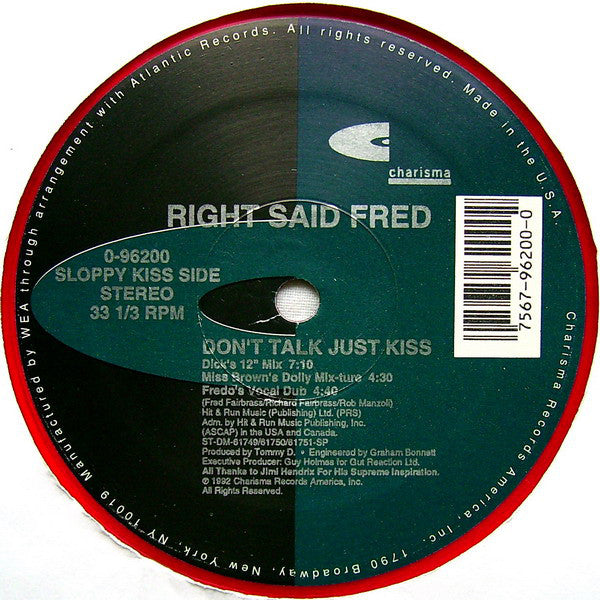 charisma
RIGHT SAID FRED
0-96200
SLOPPY KISS SIDE
STEREO
33 1/3 RPM
7567-96200-0
DON'T TALK JUST KISS
Dick's 12" Mix 7:10
Miss Brown's Dolly Mix-ture 4:30
Fredo's Vocal Dub 4:40
(Fred Fairbrass/Richard Fairbrass/Rob Manzoli)
Hit & Run Music (Publishing) Ltd. (PRS)
Adm. by Hit & Run Music Publishing, Inc.
(ASCAP) in the USA and Canada.
ST-DM-61749/61750/61751-SP
Produced by Tommy D. • Engineered by Graham Bonnett
Executive Producer: Guy Holmes for Gut Reaction Ltd.
All Thanks to Jimi Hendrix For His Supreme Inspiration.
© 1992 Charisma Records America, Inc.
All Rights Reserved.
Manufactured by WEA through arrangement with Atlantic Records. All rights reserved. Made in the U.S.A.
Charisma Records America, Inc. 1790 Broadway, New York, NY 10019